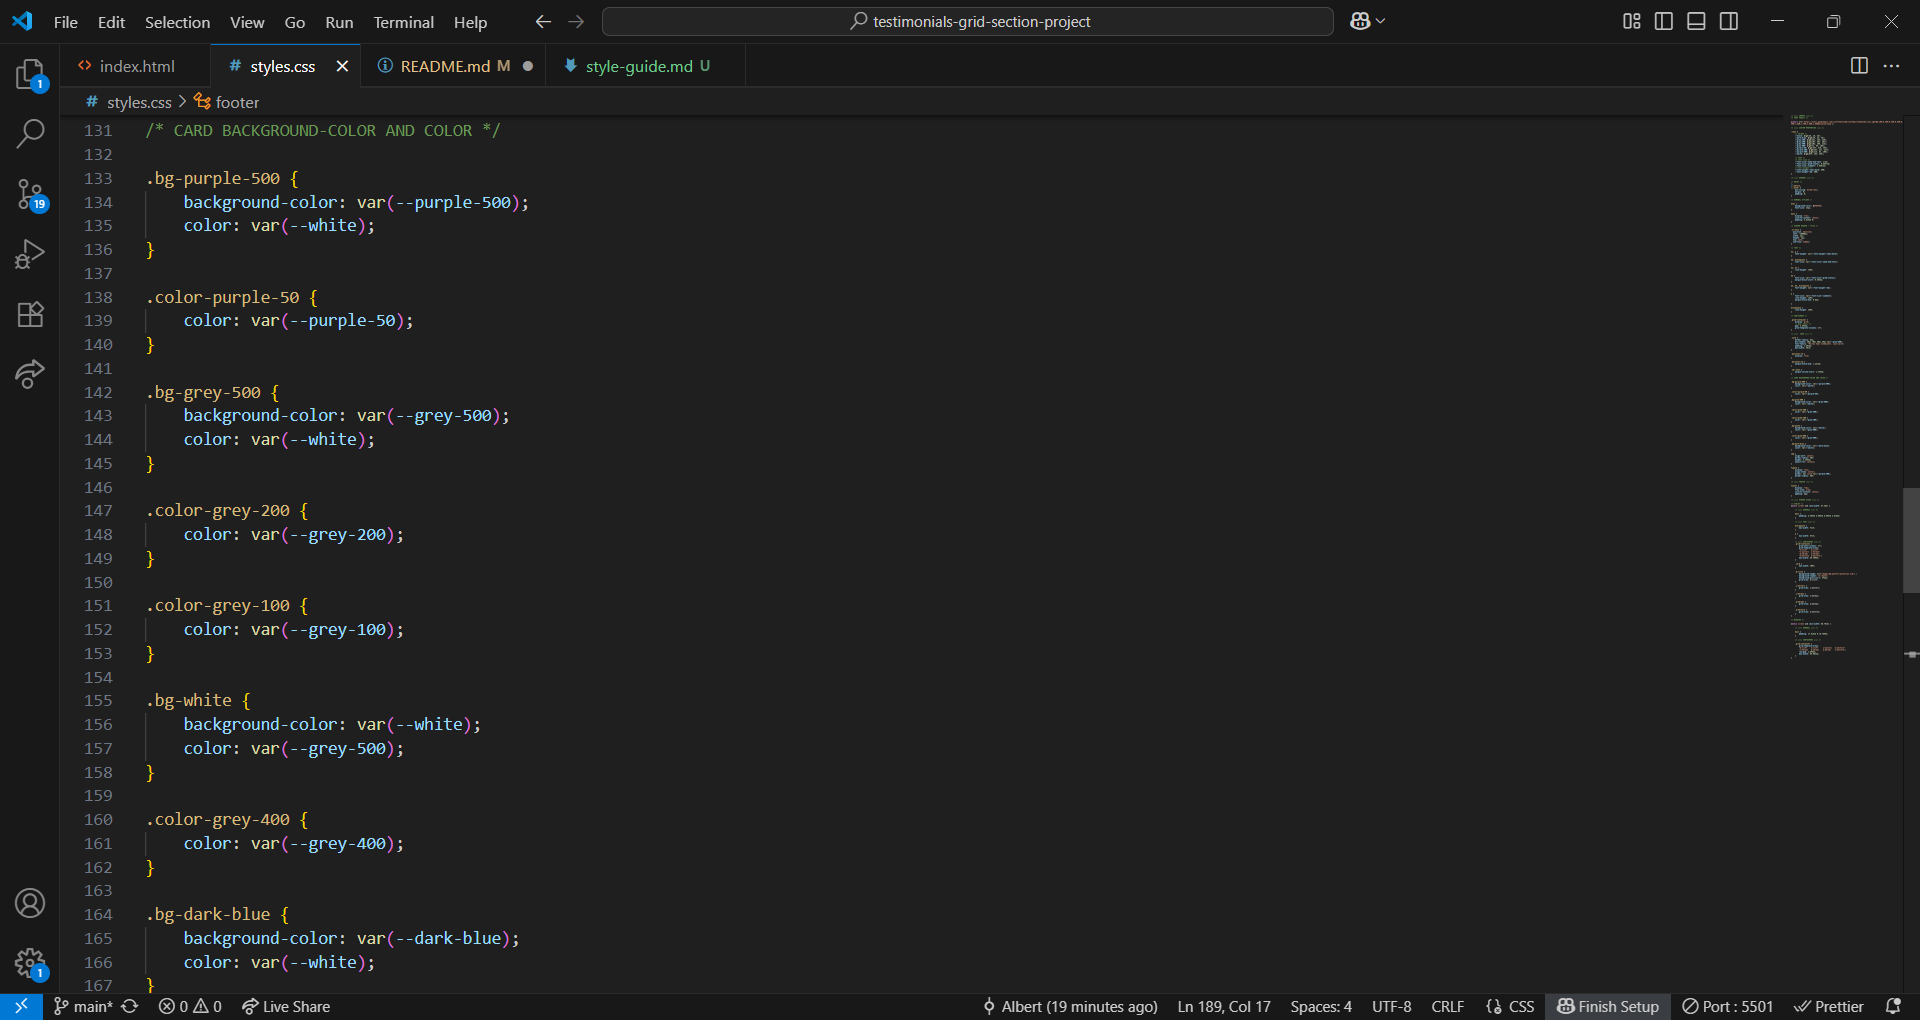 File Edit Selection View Go Run Terminal Help
testimonials-grid-section-project
index.html
# styles.css
README.md M
style-guide.md U
# styles.css > footer
1
19
1
131 /* CARD BACKGROUND-COLOR AND COLOR */
132
133 .bg-purple-500 {
134 background-color: var(--purple-500);
135 color: var(--white);
136 }
137
138 .color-purple-50 {
139 color: var(--purple-50);
140 }
141
142 .bg-grey-500 {
143 background-color: var(--grey-500);
144 color: var(--white);
145 }
146
147 .color-grey-200 {
148 color: var(--grey-200);
149 }
150
151 .color-grey-100 {
152 color: var(--grey-100);
153 }
154
155 .bg-white {
156 background-color: var(--white);
157 color: var(--grey-500);
158 }
159
160 .color-grey-400 {
161 color: var(--grey-400);
162 }
163
164 .bg-dark-blue {
165 background-color: var(--dark-blue);
166 color: var(--white);
167 }
main* 0 0 Live Share Albert (19 minutes ago) Ln 189, Col 17 Spaces: 4 UTF-8 CRLF {} CSS Finish Setup Port : 5501 Prettier